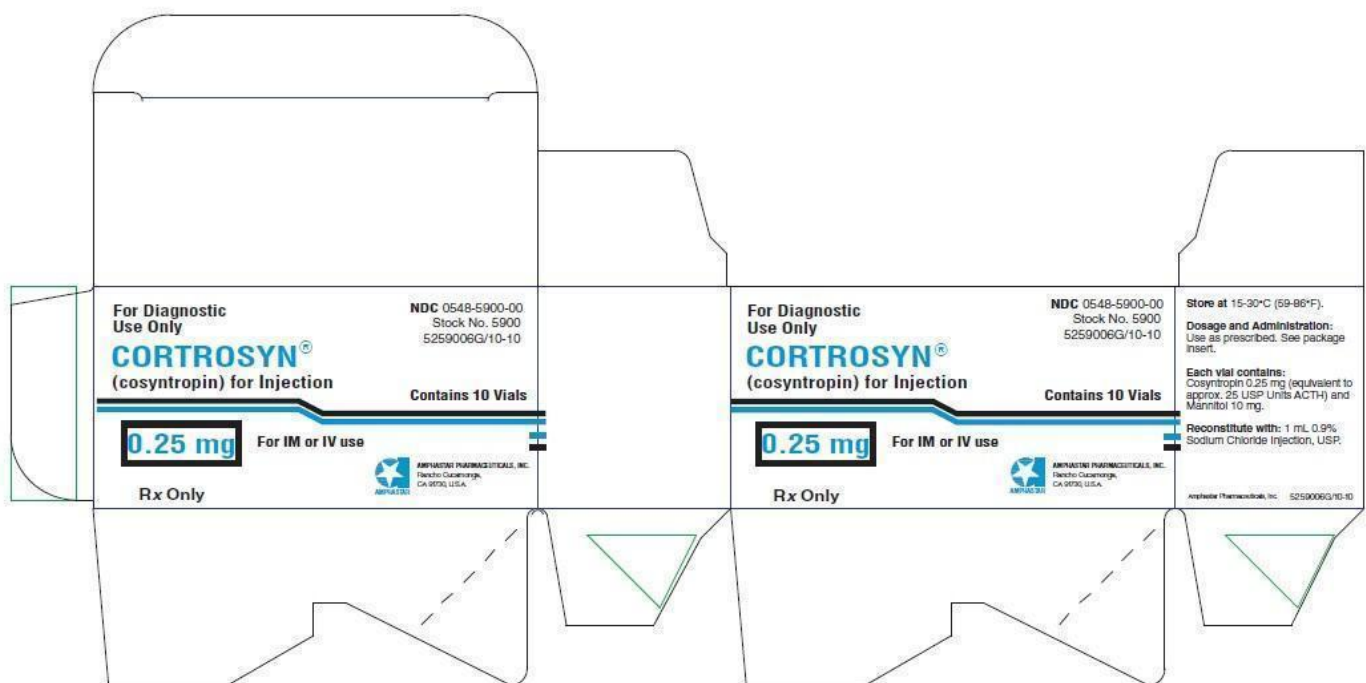 For Diagnostic
Use Only
CORTROSYN®
(cosyntropin) for Injection
NDC 0548-5900-00
Stock No. 5900
5259006G/10-10
Contains 10 Vials
0.25 mg
For IM or IV use
Rx Only
AMPHASTAR
AMPHASTAR PHARMACEUTICALS, INC.
Rancho Cucamonga,
CA 91730, U.S.A.
For Diagnostic
Use Only
CORTROSYN®
(cosyntropin) for Injection
NDC 0548-5900-00
Stock No. 5900
5259006G/10-10
Contains 10 Vials
0.25 mg
For IM or IV use
Rx Only
AMPHASTAR
AMPHASTAR PHARMACEUTICALS, INC.
Rancho Cucamonga,
CA 91730, U.S.A.
Store at 15-30°C (59-86°F).
Dosage and Administration:
Use as prescribed. See package
insert.
Each vial contains:
Cosyntropin 0.25 mg (equivalent to
approx. 25 USP Units ACTH) and
Mannitol 10 mg.
Reconstitute with: 1 mL 0.9%
Sodium Chloride Injection, USP.
Amphastar Pharmaceuticals, Inc. 5259006G/10-10